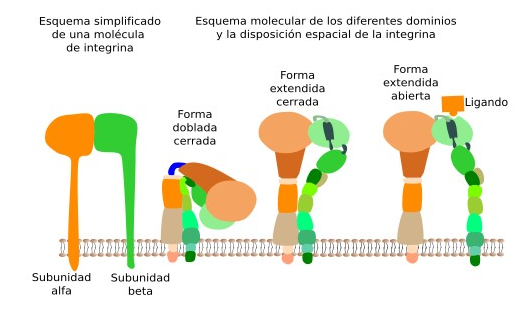 Esquema simplificado
de una molécula
de integrina
Esquema molecular de los diferentes dominios
y la disposición espacial de la integrina
Forma
doblada
cerrada
Forma
extendida
cerrada
Forma
extendida
abierta
Ligando
Subunidad
alfa
Subunidad
beta